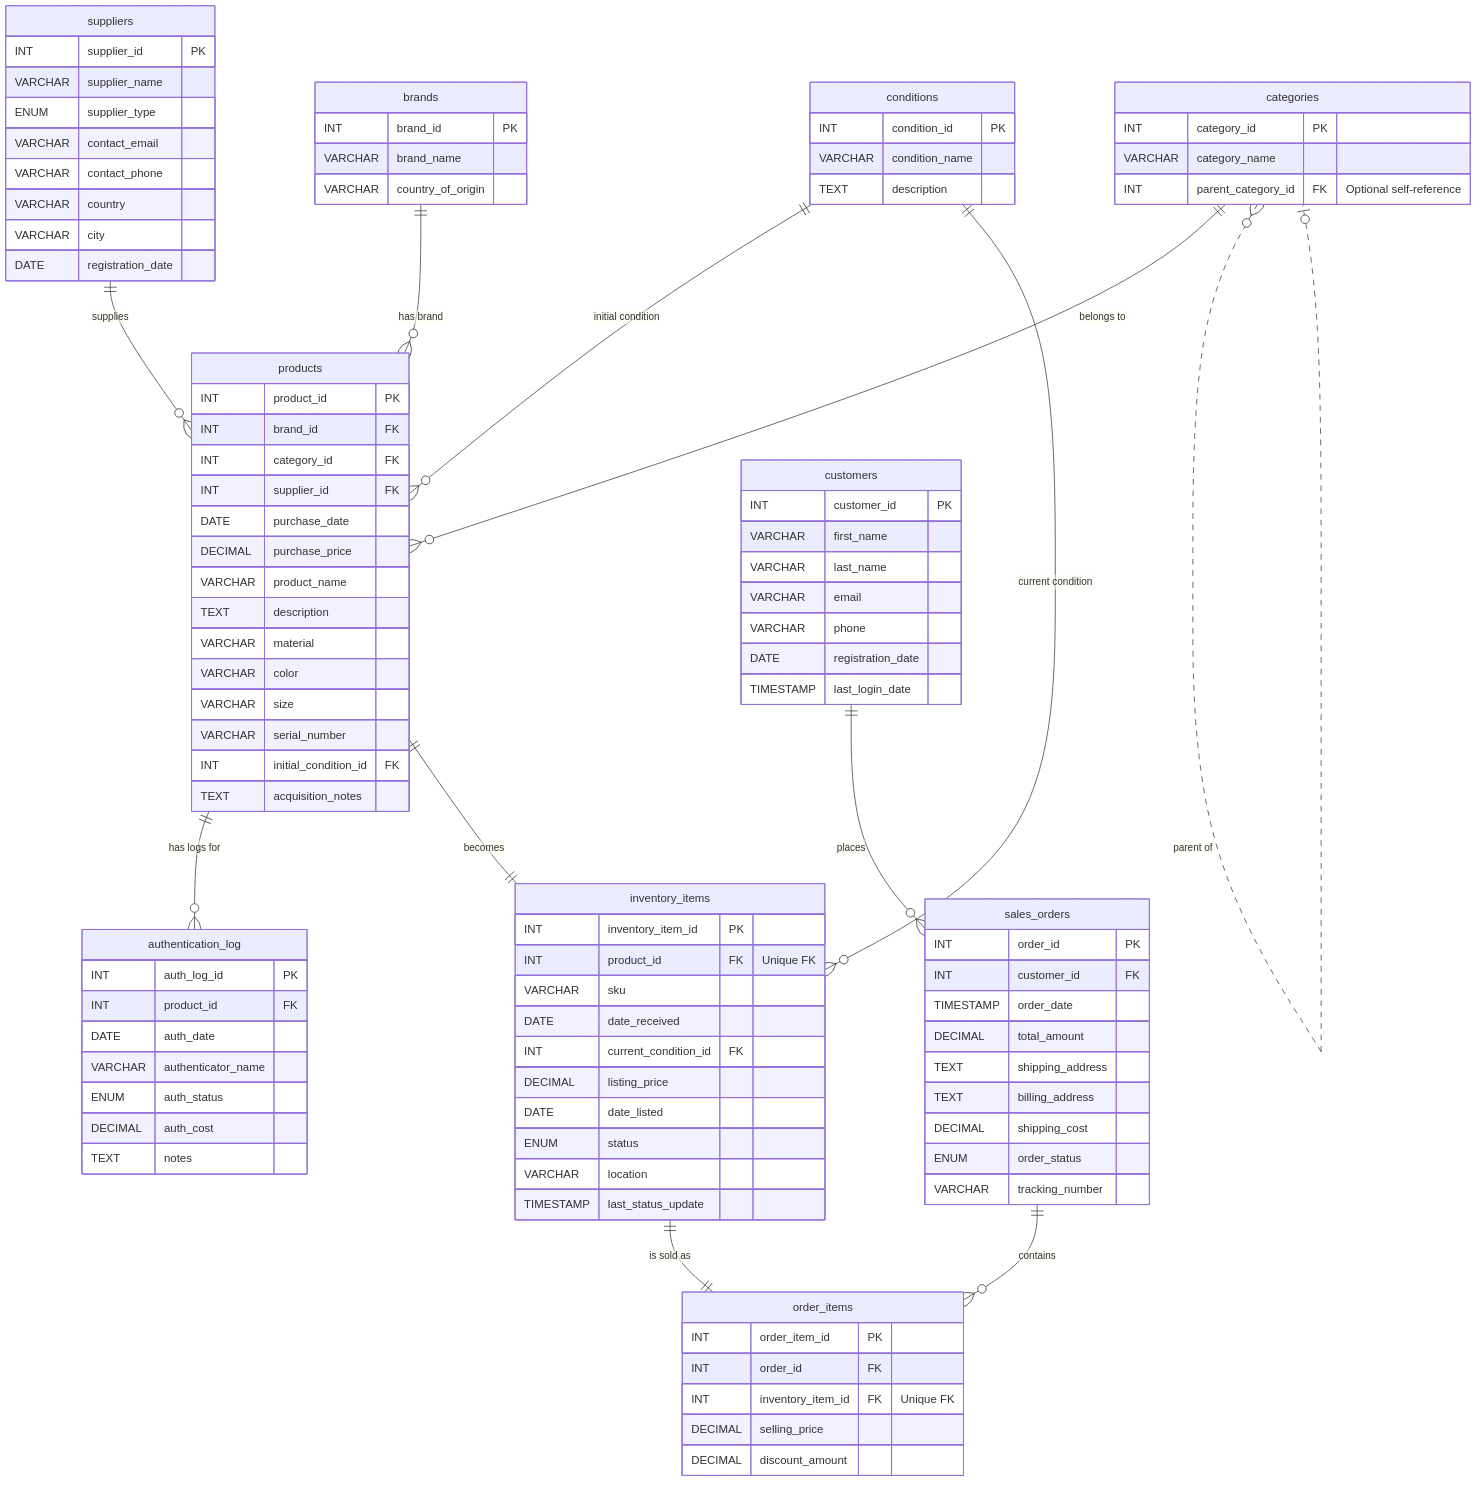 suppliers
INT supplier_id PK
VARCHAR supplier_name
ENUM supplier_type
VARCHAR contact_email
VARCHAR contact_phone
VARCHAR country
VARCHAR city
DATE registration_date
brands
INT brand_id PK
VARCHAR brand_name
VARCHAR country_of_origin
conditions
INT condition_id PK
VARCHAR condition_name
TEXT description
categories
INT category_id PK
VARCHAR category_name
INT parent_category_id FK Optional self-reference
supplies
has brand
initial condition
belongs to
products
INT product_id PK
INT brand_id FK
INT category_id FK
INT supplier_id FK
DATE purchase_date
DECIMAL purchase_price
VARCHAR product_name
TEXT description
VARCHAR material
VARCHAR color
VARCHAR size
VARCHAR serial_number
INT initial_condition_id FK
TEXT acquisition_notes
customers
INT customer_id PK
VARCHAR first_name
VARCHAR last_name
VARCHAR email
VARCHAR phone
DATE registration_date
TIMESTAMP last_login_date
current condition
has logs for
becomes
places
parent of
authentication_log
INT auth_log_id PK
INT product_id FK
DATE auth_date
VARCHAR authenticator_name
ENUM auth_status
DECIMAL auth_cost
TEXT notes
inventory_items
INT inventory_item_id PK
INT product_id FK Unique FK
VARCHAR sku
DATE date_received
INT current_condition_id FK
DECIMAL listing_price
DATE date_listed
ENUM status
VARCHAR location
TIMESTAMP last_status_update
sales_orders
INT order_id PK
INT customer_id FK
TIMESTAMP order_date
DECIMAL total_amount
TEXT shipping_address
TEXT billing_address
DECIMAL shipping_cost
ENUM order_status
VARCHAR tracking_number
is sold as
contains
order_items
INT order_item_id PK
INT order_id FK
INT inventory_item_id FK Unique FK
DECIMAL selling_price
DECIMAL discount_amount